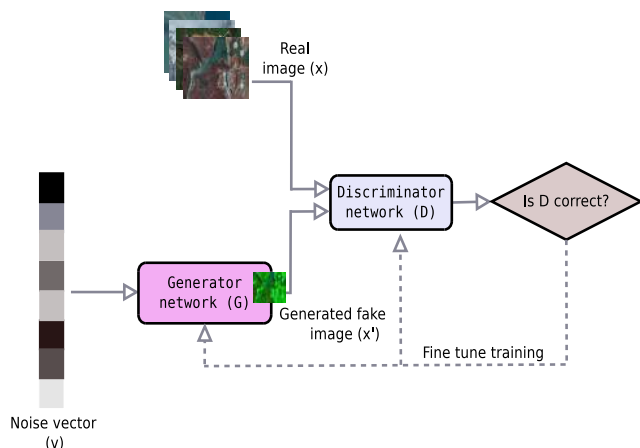 Real
image (x)
Discriminator
network (D)
Is D correct?
Generator
network (G)
Generated fake
image (x')
Fine tune training
Noise vector
(v)